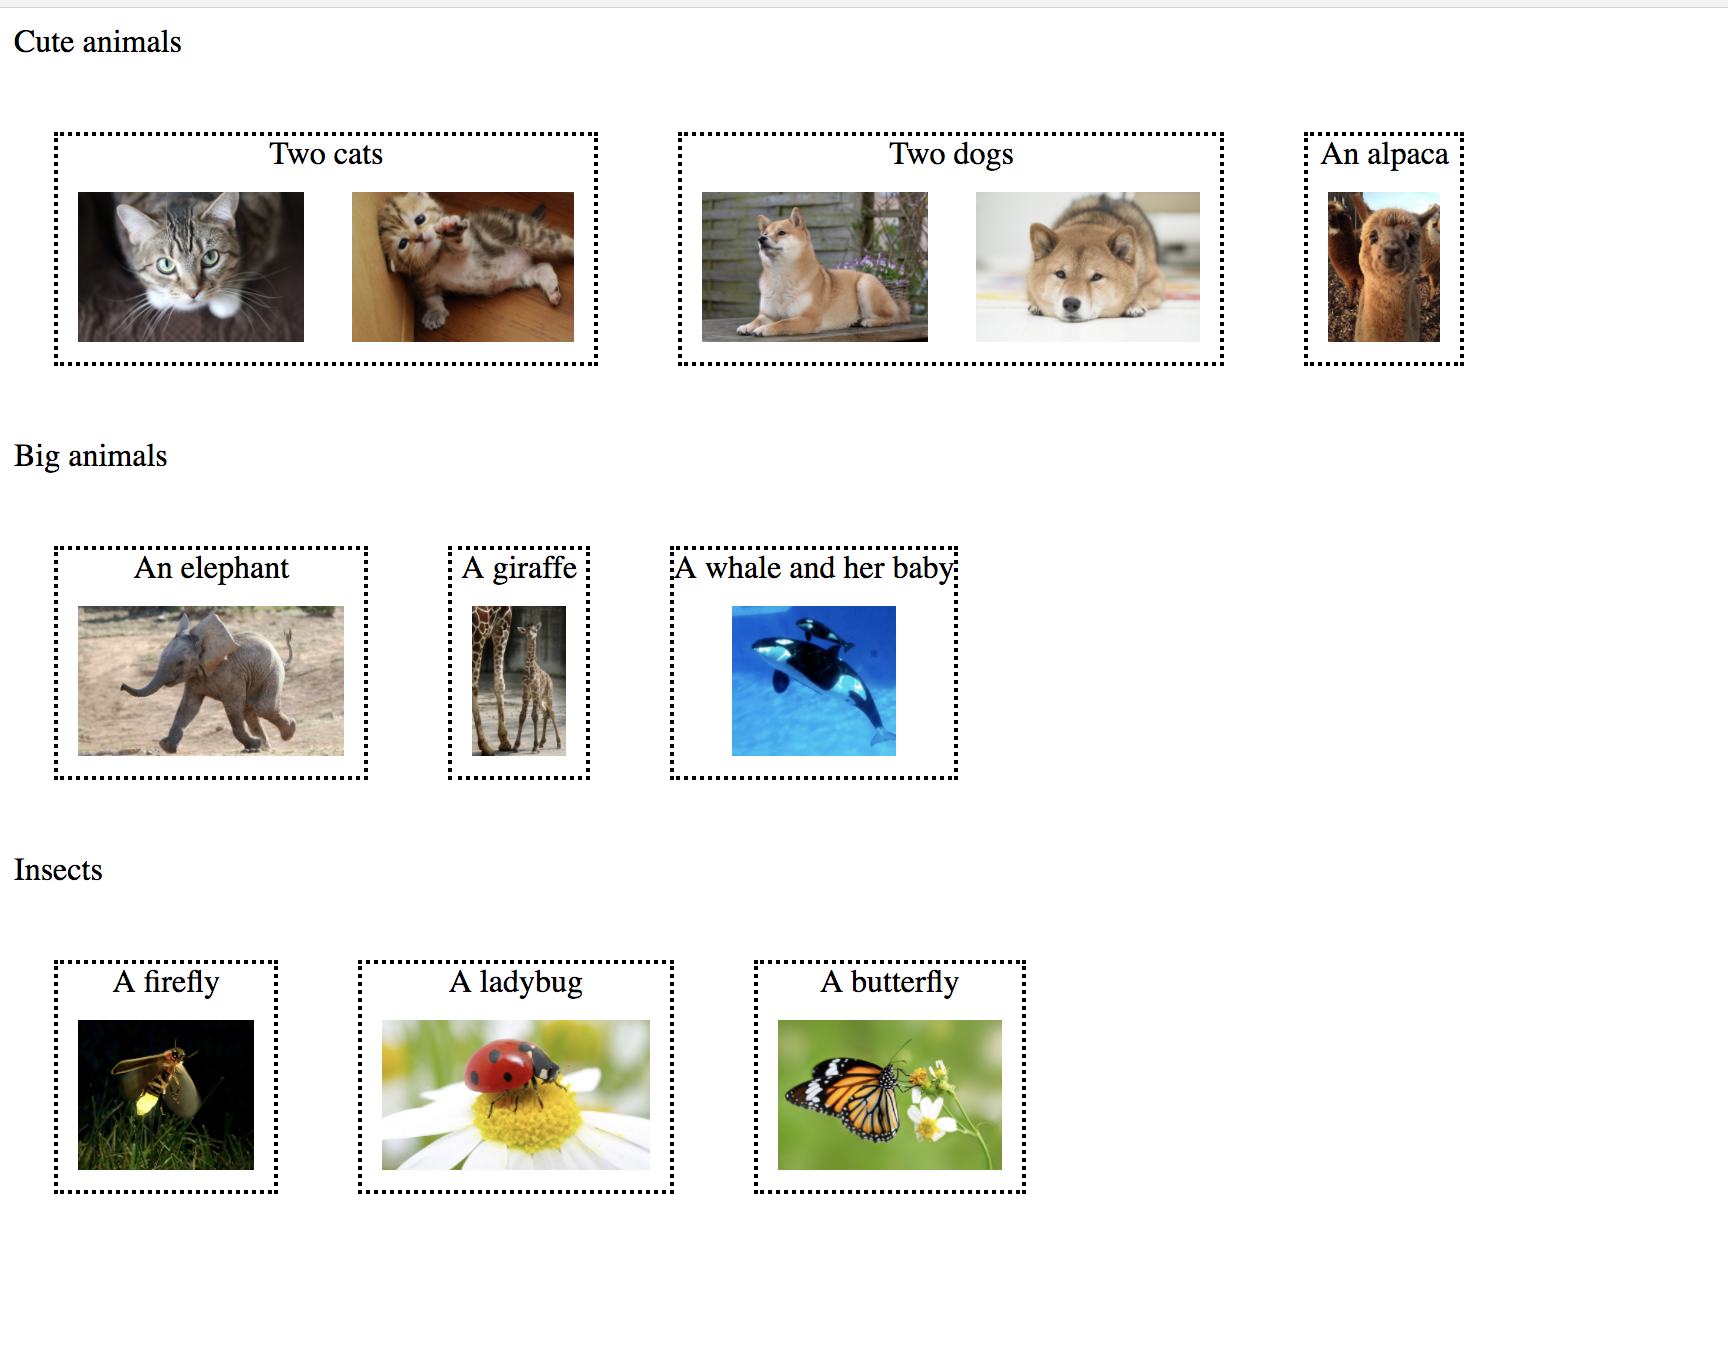 Cute animals
Two cats
Two dogs
An alpaca
Big animals
An elephant
A giraffe
A whale and her baby
Insects
A firefly
A ladybug
A butterfly